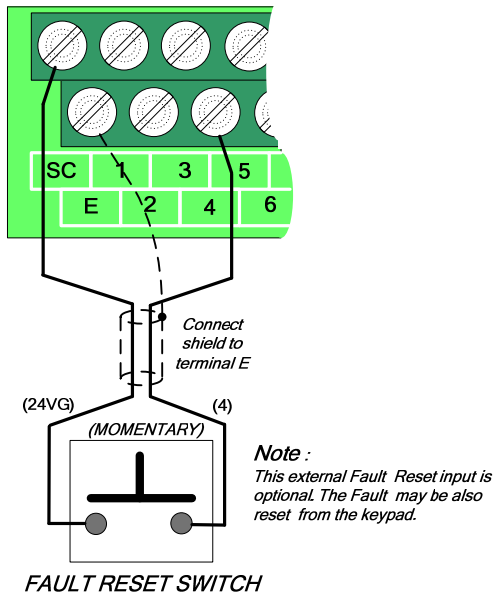 SC 1 3 5
E 2 4 6
Connect
shield to
terminal E
(24VG) (4)
(MOMENTARY)
Note :
This external Fault Reset input is
optional. The Fault may be also
reset from the keypad.
FAULT RESET SWITCH